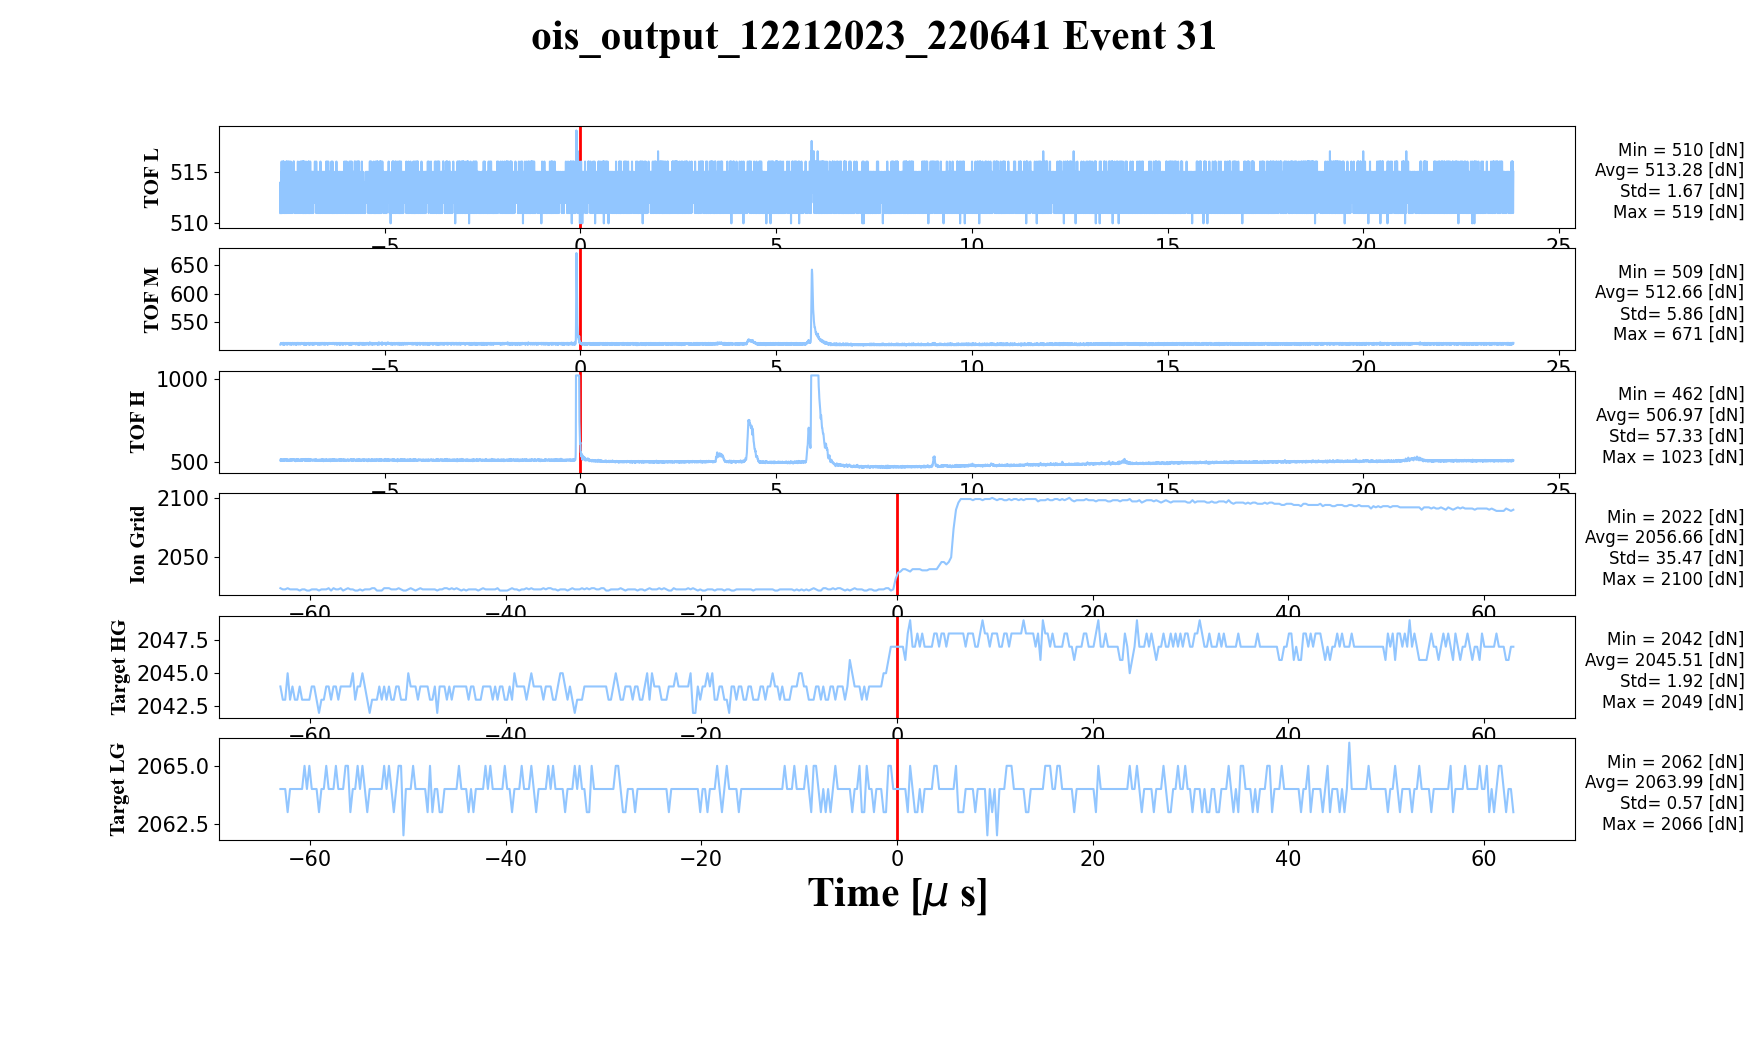 ois_output_12212023_220641 Event 31
TOF L
515
510
−5 0 5 10 15 20 25
Min = 510 [dN]
Avg= 513.28 [dN]
Std= 1.67 [dN]
Max = 519 [dN]
TOF M
650
600
550
−5 0 5 10 15 20 25
Min = 509 [dN]
Avg= 512.66 [dN]
Std= 5.86 [dN]
Max = 671 [dN]
TOF H
1000
500
−5 0 5 10 15 20 25
Min = 462 [dN]
Avg= 506.97 [dN]
Std= 57.33 [dN]
Max = 1023 [dN]
Ion Grid
2100
2050
−60 −40 −20 0 20 40 60
Min = 2022 [dN]
Avg= 2056.66 [dN]
Std= 35.47 [dN]
Max = 2100 [dN]
Target HG
2047.5
2045.0
2042.5
−60 −40 −20 0 20 40 60
Min = 2042 [dN]
Avg= 2045.51 [dN]
Std= 1.92 [dN]
Max = 2049 [dN]
Target LG
2065.0
2062.5
−60 −40 −20 0 20 40 60
Min = 2062 [dN]
Avg= 2063.99 [dN]
Std= 0.57 [dN]
Max = 2066 [dN]
Time [μ s]